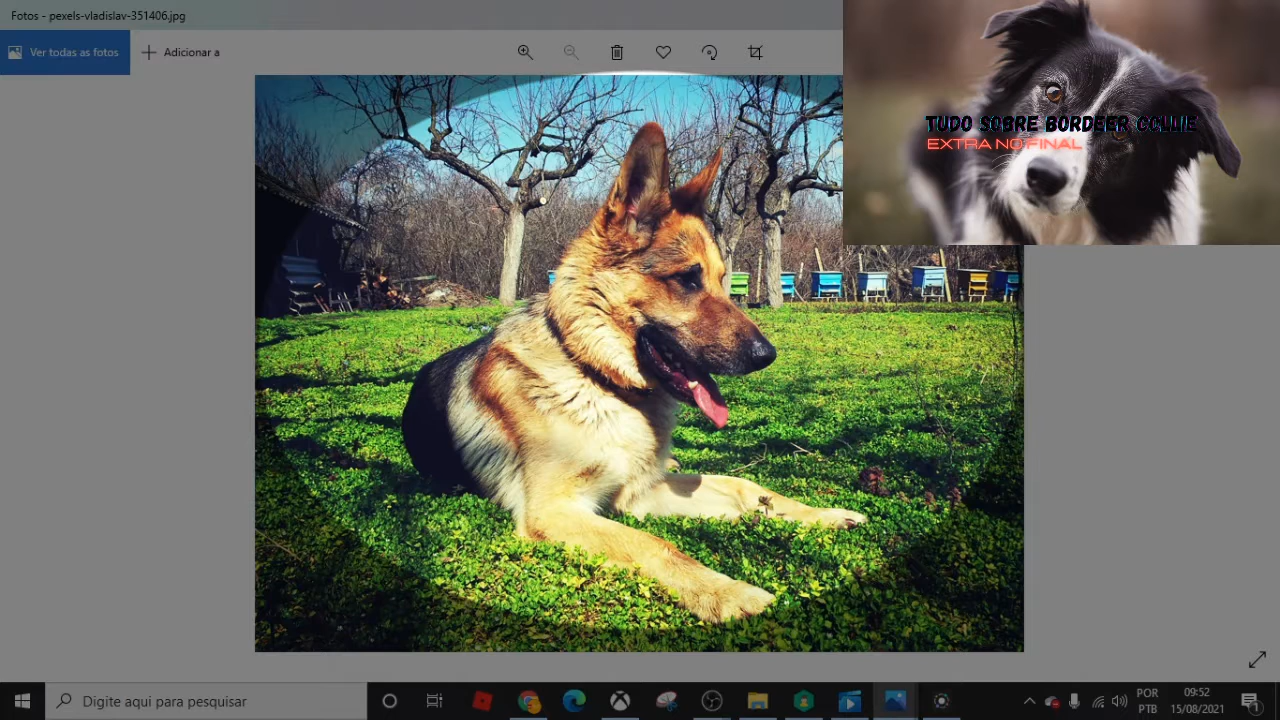 Fotos - pexels-vladislav-351406.jpg
Ver todas as fotos
Adicionar a
TUDO SOBRE BORDEER COLLIE
EXTRA NO FINAL
Digite aqui para pesquisar
POR
PTB
09:52
15/08/2021
1